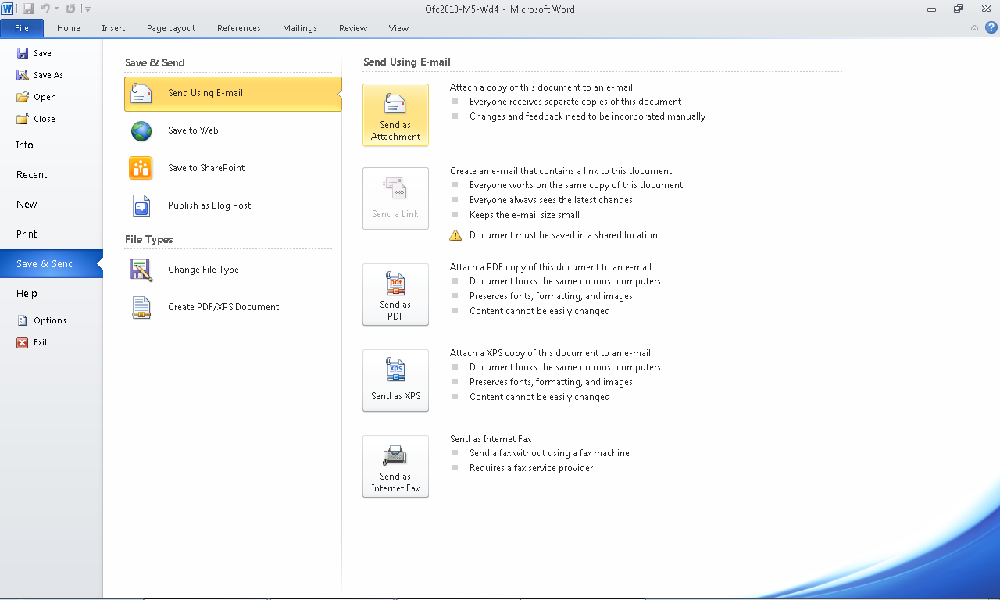 Ofc2010-M5-Wd4 - Microsoft Word
File Home Insert Page Layout References Mailings Review View
Save
Save As
Open
Close
Info
Recent
New
Print
Save & Send
Help
Options
Exit
Save & Send
Send Using E-mail
Save to Web
Save to SharePoint
Publish as Blog Post
File Types
Change File Type
Create PDF/XPS Document
Send Using E-mail
Send as
Attachment
Attach a copy of this document to an e-mail
Everyone receives separate copies of this document
Changes and feedback need to be incorporated manually
Send a Link
Create an e-mail that contains a link to this document
Everyone works on the same copy of this document
Everyone always sees the latest changes
Keeps the e-mail size small
Document must be saved in a shared location
pdf
Send as
PDF
Attach a PDF copy of this document to an e-mail
Document looks the same on most computers
Preserves fonts, formatting, and images
Content cannot be easily changed
xps
Send as XPS
Attach a XPS copy of this document to an e-mail
Document looks the same on most computers
Preserves fonts, formatting, and images
Content cannot be easily changed
Send as
Internet Fax
Send as Internet Fax
Send a fax without using a fax machine
Requires a fax service provider